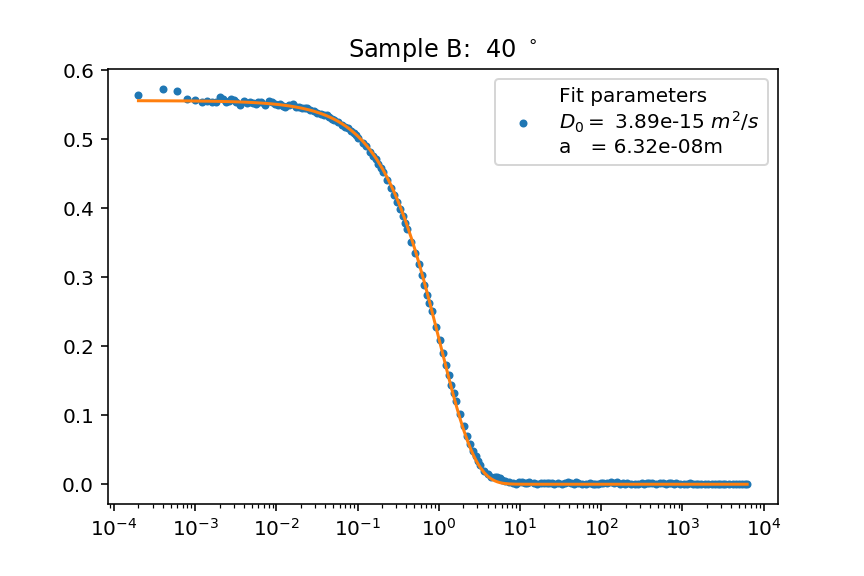 Sample B: 40 °
0.6
0.5
0.4
0.3
0.2
0.1
0.0
Fit parameters
D₀ = 3.89e-15 m²/s
a = 6.32e-08m
10⁻⁴ 10⁻³ 10⁻² 10⁻¹ 10⁰ 10¹ 10² 10³ 10⁴